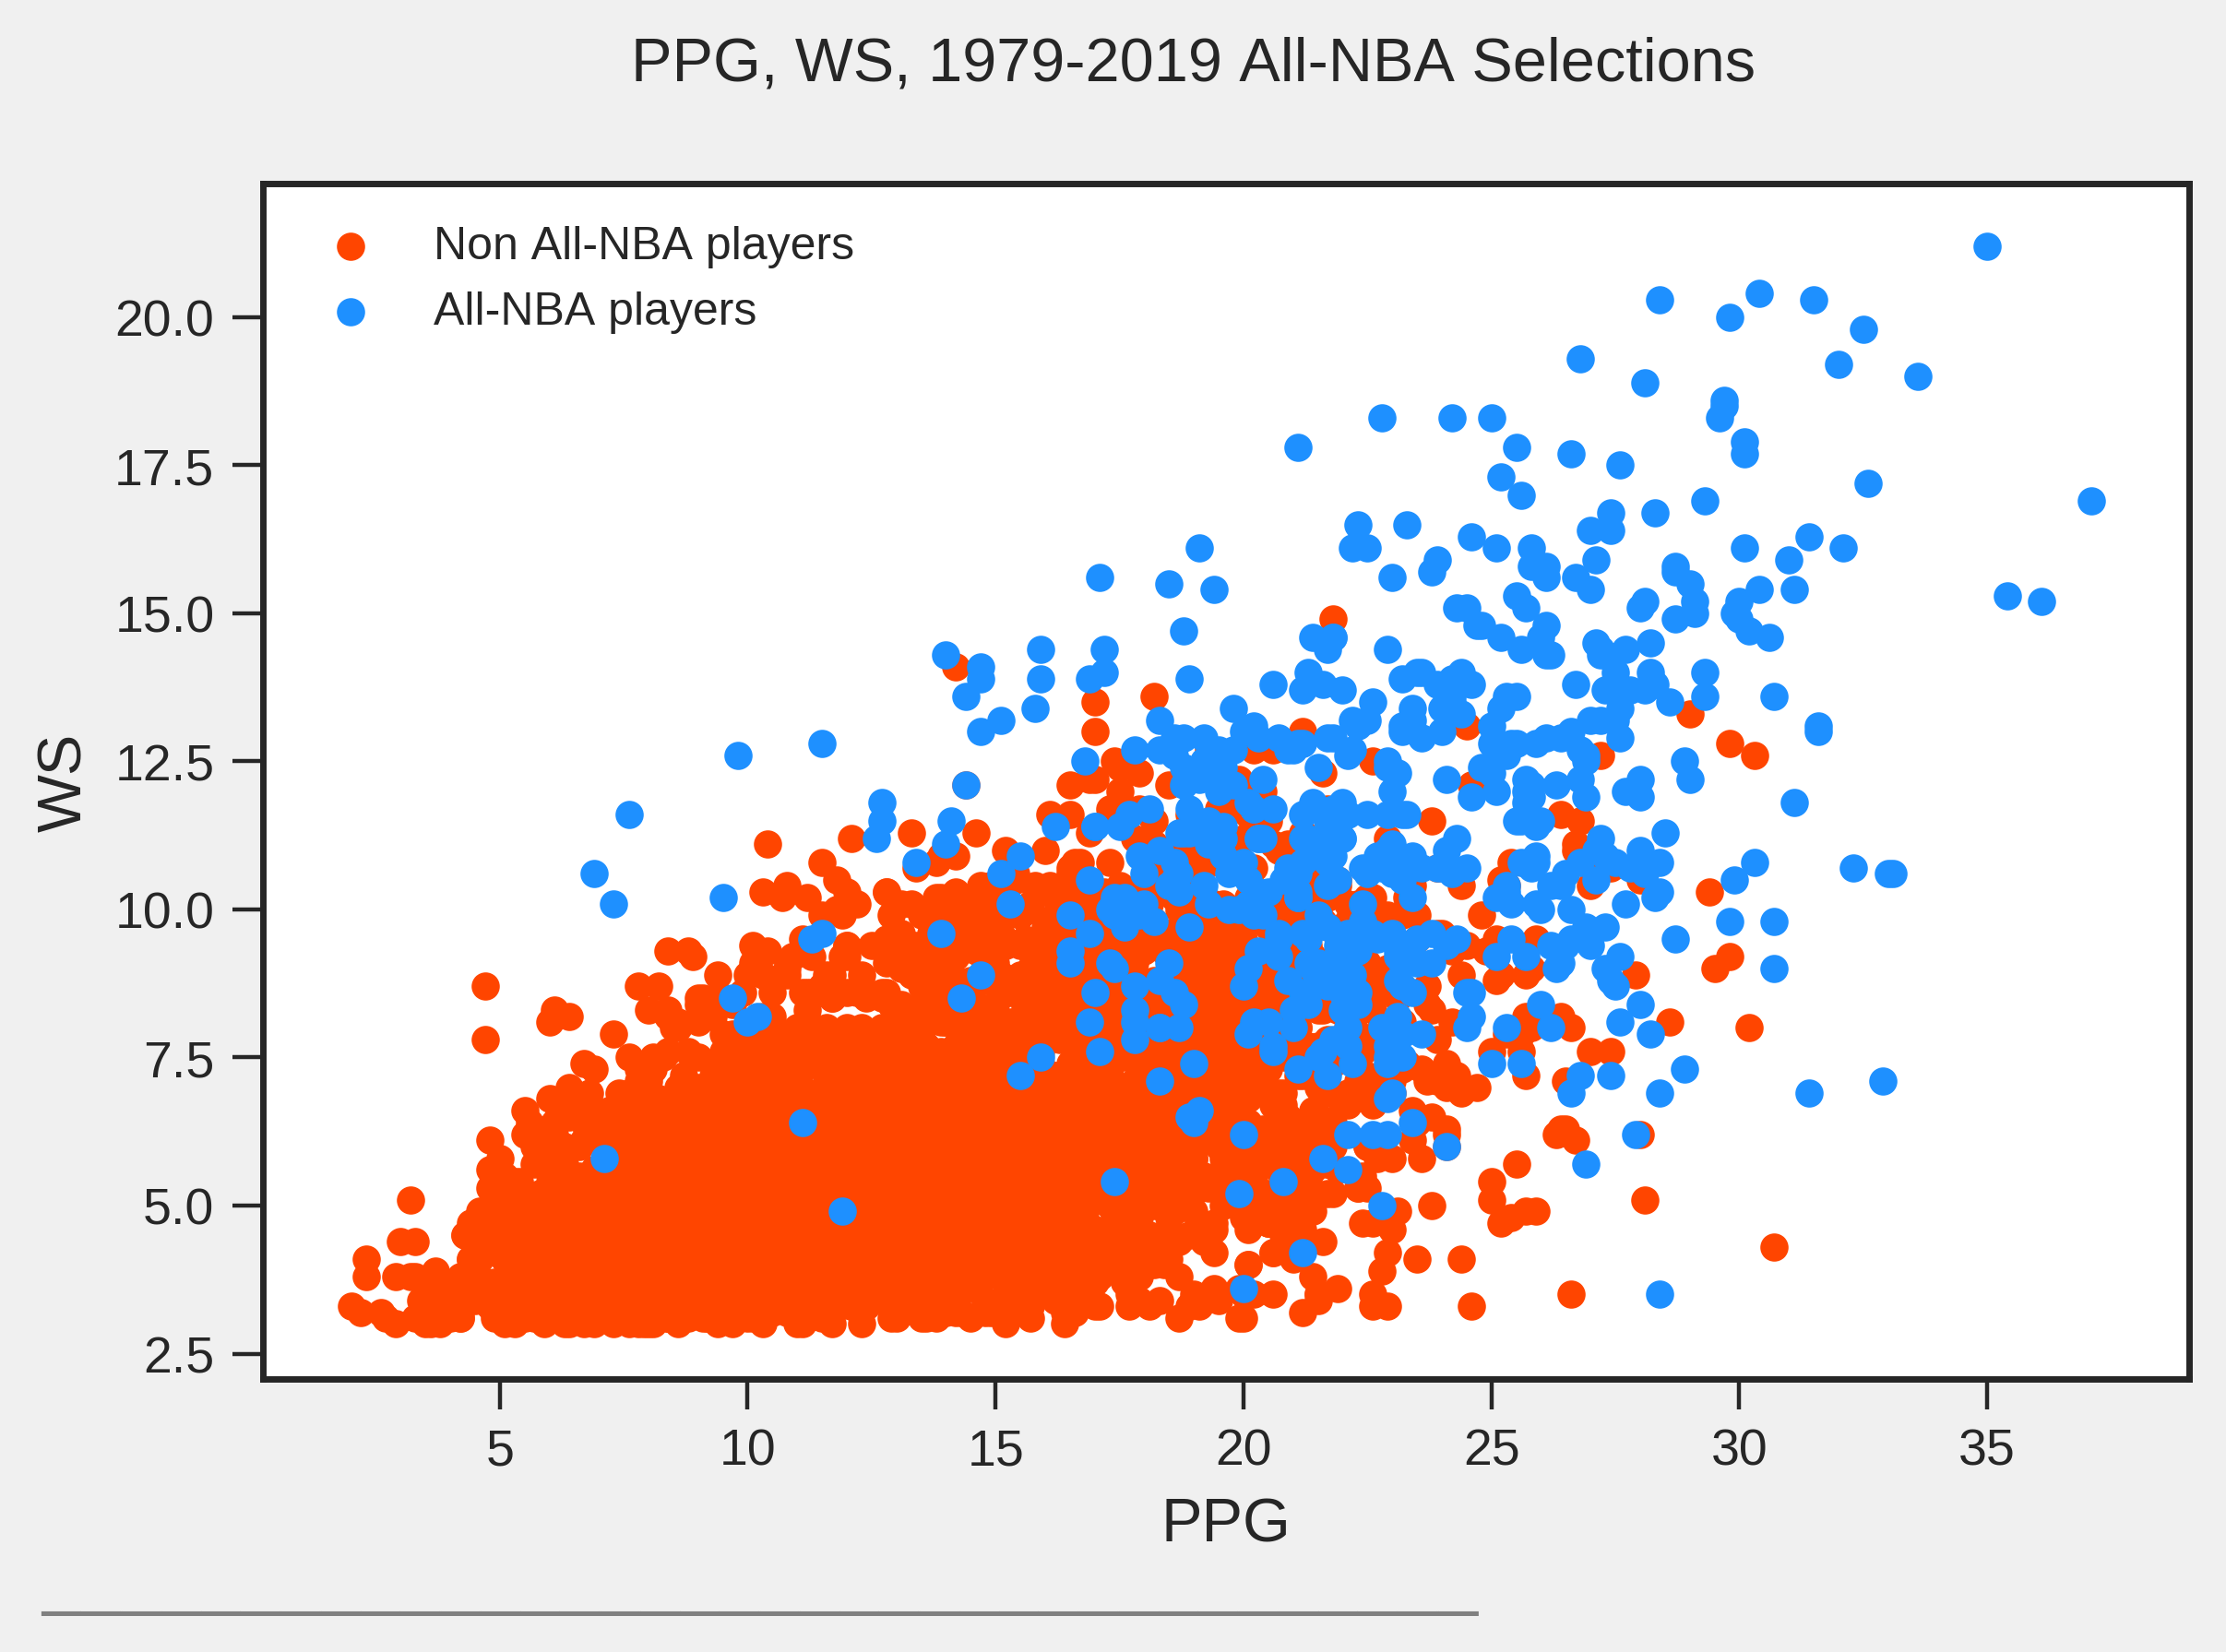 PPG, WS, 1979-2019 All-NBA Selections
Non All-NBA players
All-NBA players
20.0
17.5
15.0
12.5
10.0
7.5
5.0
2.5
WS
5 10 15 20 25 30 35
PPG